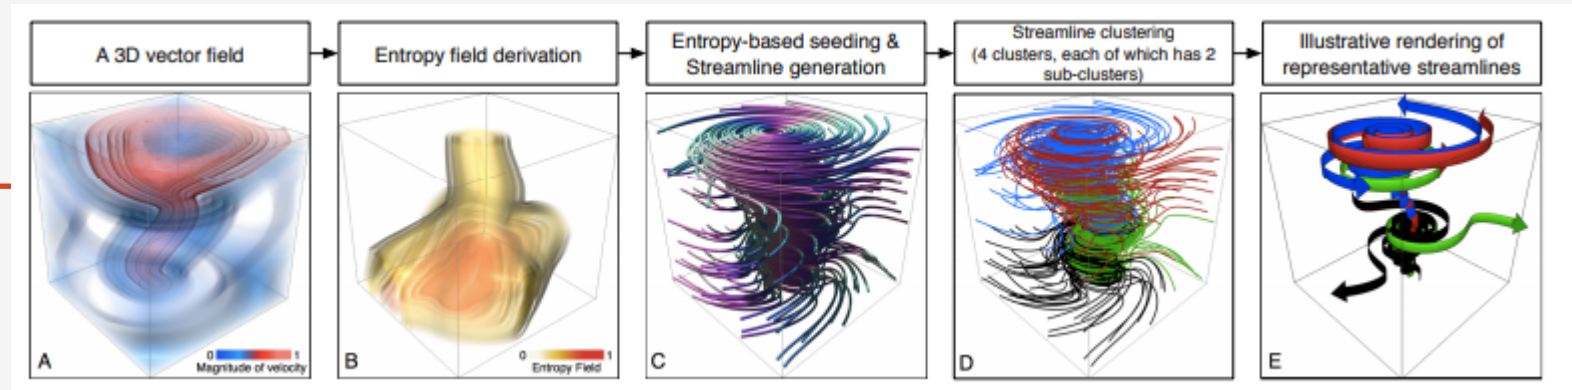 A 3D vector field
Entropy field derivation
Entropy-based seeding &
Streamline generation
Streamline clustering
(4 clusters, each of which has 2
sub-clusters)
Illustrative rendering of
representative streamlines
A
0 1
Magnitude of velocity
B
0 1
Entropy Field
C
D
E